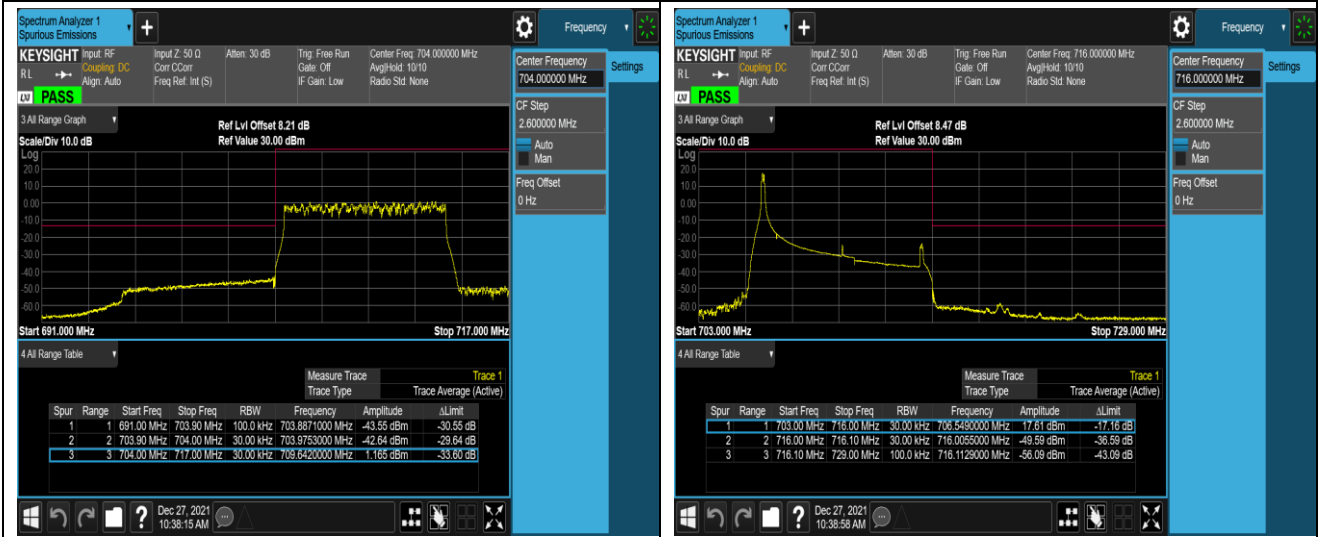 Spectrum Analyzer 1
Spurious Emissions
+
Frequency
KEYSIGHT Input: RF
RL
Coupling: DC
Align: Auto
Input Z: 50 Ω
Corr CCorr
Freq Ref: Int (S)
Atten: 30 dB
Trig: Free Run
Gate: Off
IF Gain: Low
Center Freq: 704.000000 MHz
Avg|Hold: 10/10
Radio Std: None
LXI PASS
Center Frequency
704.000000 MHz
Settings
CF Step
2.600000 MHz
Auto
Man
Freq Offset
0 Hz
3 All Range Graph
Ref Lvl Offset 8.21 dB
Scale/Div 10.0 dB
Ref Value 30.00 dBm
Log
20.0
10.0
0.00
-10.0
-20.0
-30.0
-40.0
-50.0
-60.0
Start 691.000 MHz
Stop 717.000 MHz
4 All Range Table
Measure Trace Trace 1
Trace Type Trace Average (Active)
Spur Range Start Freq Stop Freq RBW Frequency Amplitude ΔLimit
1 1 691.00 MHz 703.90 MHz 100.0 kHz 703.8871000 MHz -43.55 dBm -30.55 dB
2 2 703.90 MHz 704.00 MHz 30.00 kHz 703.9753000 MHz -42.64 dBm -29.64 dB
3 3 704.00 MHz 717.00 MHz 30.00 kHz 709.6420000 MHz 1.165 dBm -33.60 dB
?
Dec 27, 2021
10:38:15 AM
Spectrum Analyzer 1
Spurious Emissions
+
Frequency
KEYSIGHT Input: RF
RL
Coupling: DC
Align: Auto
Input Z: 50 Ω
Corr CCorr
Freq Ref: Int (S)
Atten: 30 dB
Trig: Free Run
Gate: Off
IF Gain: Low
Center Freq: 716.000000 MHz
Avg|Hold: 10/10
Radio Std: None
LXI PASS
Center Frequency
716.000000 MHz
Settings
CF Step
2.600000 MHz
Auto
Man
Freq Offset
0 Hz
3 All Range Graph
Ref Lvl Offset 8.47 dB
Scale/Div 10.0 dB
Ref Value 30.00 dBm
Log
20.0
10.0
0.00
-10.0
-20.0
-30.0
-40.0
-50.0
-60.0
Start 703.000 MHz
Stop 729.000 MHz
4 All Range Table
Measure Trace Trace 1
Trace Type Trace Average (Active)
Spur Range Start Freq Stop Freq RBW Frequency Amplitude ΔLimit
1 1 703.00 MHz 716.00 MHz 30.00 kHz 706.5490000 MHz 17.61 dBm -17.16 dB
2 2 716.00 MHz 716.10 MHz 30.00 kHz 716.0055000 MHz -49.59 dBm -36.59 dB
3 3 716.10 MHz 729.00 MHz 100.0 kHz 716.1129000 MHz -56.09 dBm -43.09 dB
?
Dec 27, 2021
10:38:58 AM